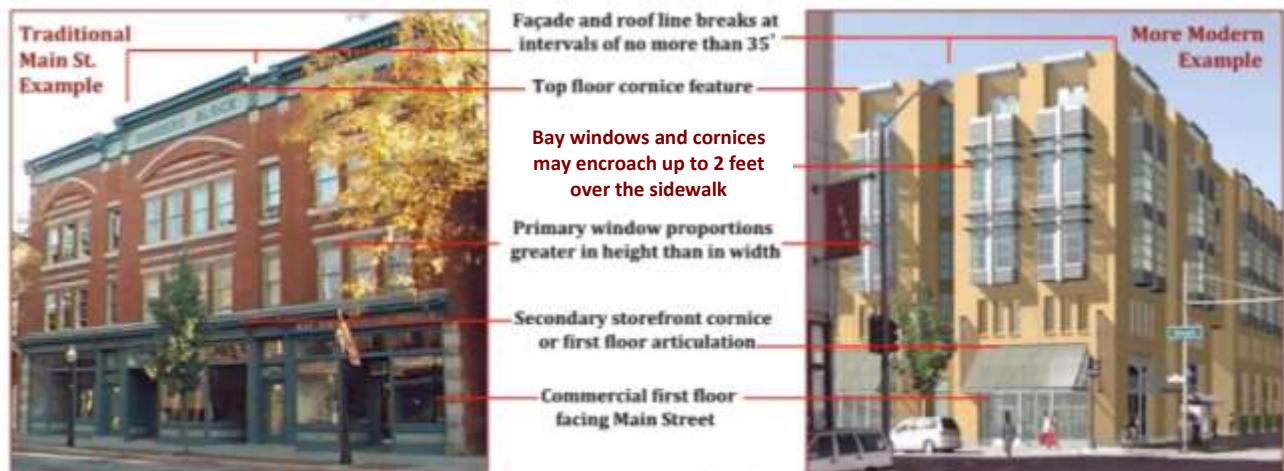 Traditional
Main St.
Example
Façade and roof line breaks at
intervals of no more than 35'
More Modern
Example
Top floor cornice feature
Bay windows and cornices
may encroach up to 2 feet
over the sidewalk
Primary window proportions
greater in height than in width
Secondary storefront cornice
or first floor articulation
Commercial first floor
facing Main Street
BLOCK